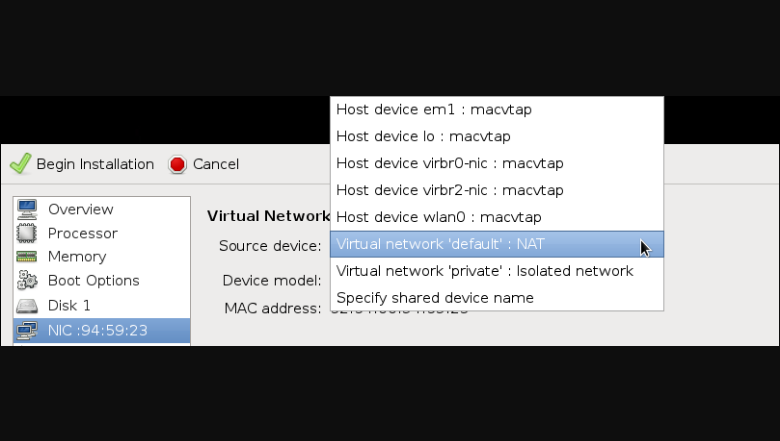 Host device em1 : macvtap
Host device lo : macvtap
Host device virbr0-nic : macvtap
Host device virbr2-nic : macvtap
Host device wlan0 : macvtap
Virtual network 'default' : NAT
Virtual network 'private' : Isolated network
Specify shared device name
Begin Installation
Cancel
Overview
Processor
Memory
Boot Options
Disk 1
NIC :94:59:23
Virtual Network
Source device:
Device model:
MAC address: